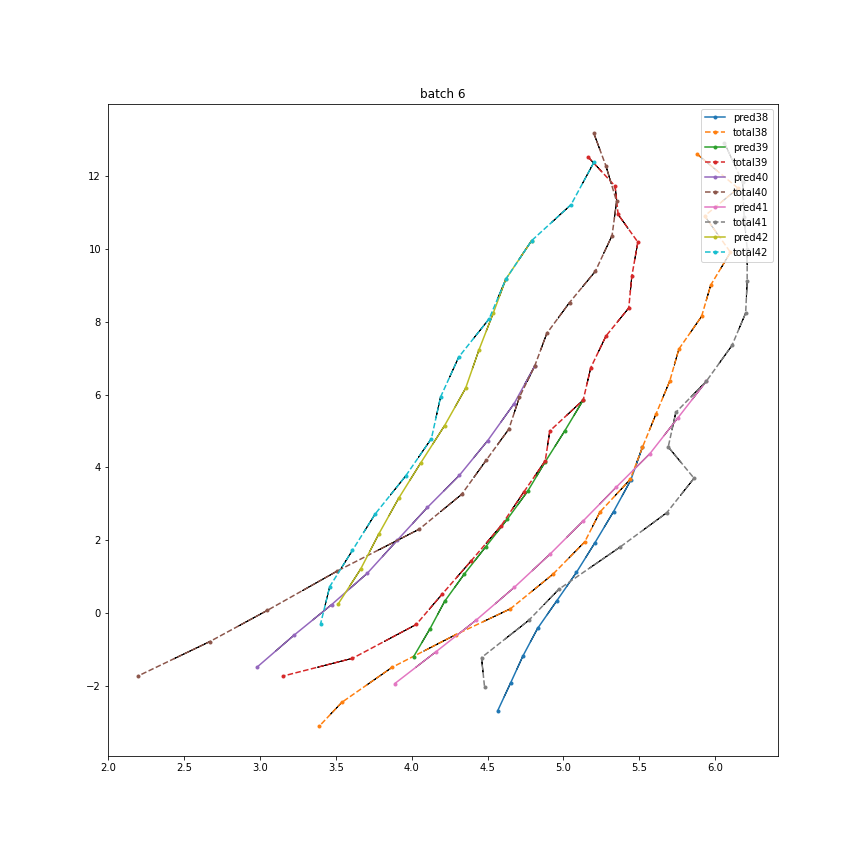 batch 6
pred38
total38
pred39
total39
pred40
total40
pred41
total41
pred42
total42
12
10
8
6
4
2
0
−2
2.0 2.5 3.0 3.5 4.0 4.5 5.0 5.5 6.0